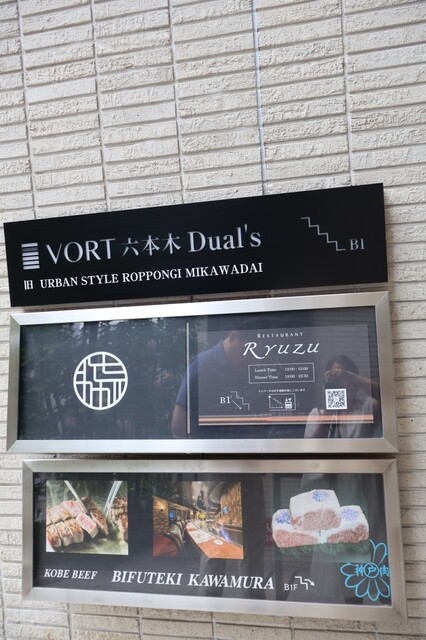 VORT 六本木 Dual's
B1
旧 URBAN STYLE ROPPONGI MIKAWADAI
RESTAURANT
Ryuzu
Lunch Time
Dinner Time
B1
KOBE BEEF BIFUTEKI KAWAMURA B1F
神戸肉